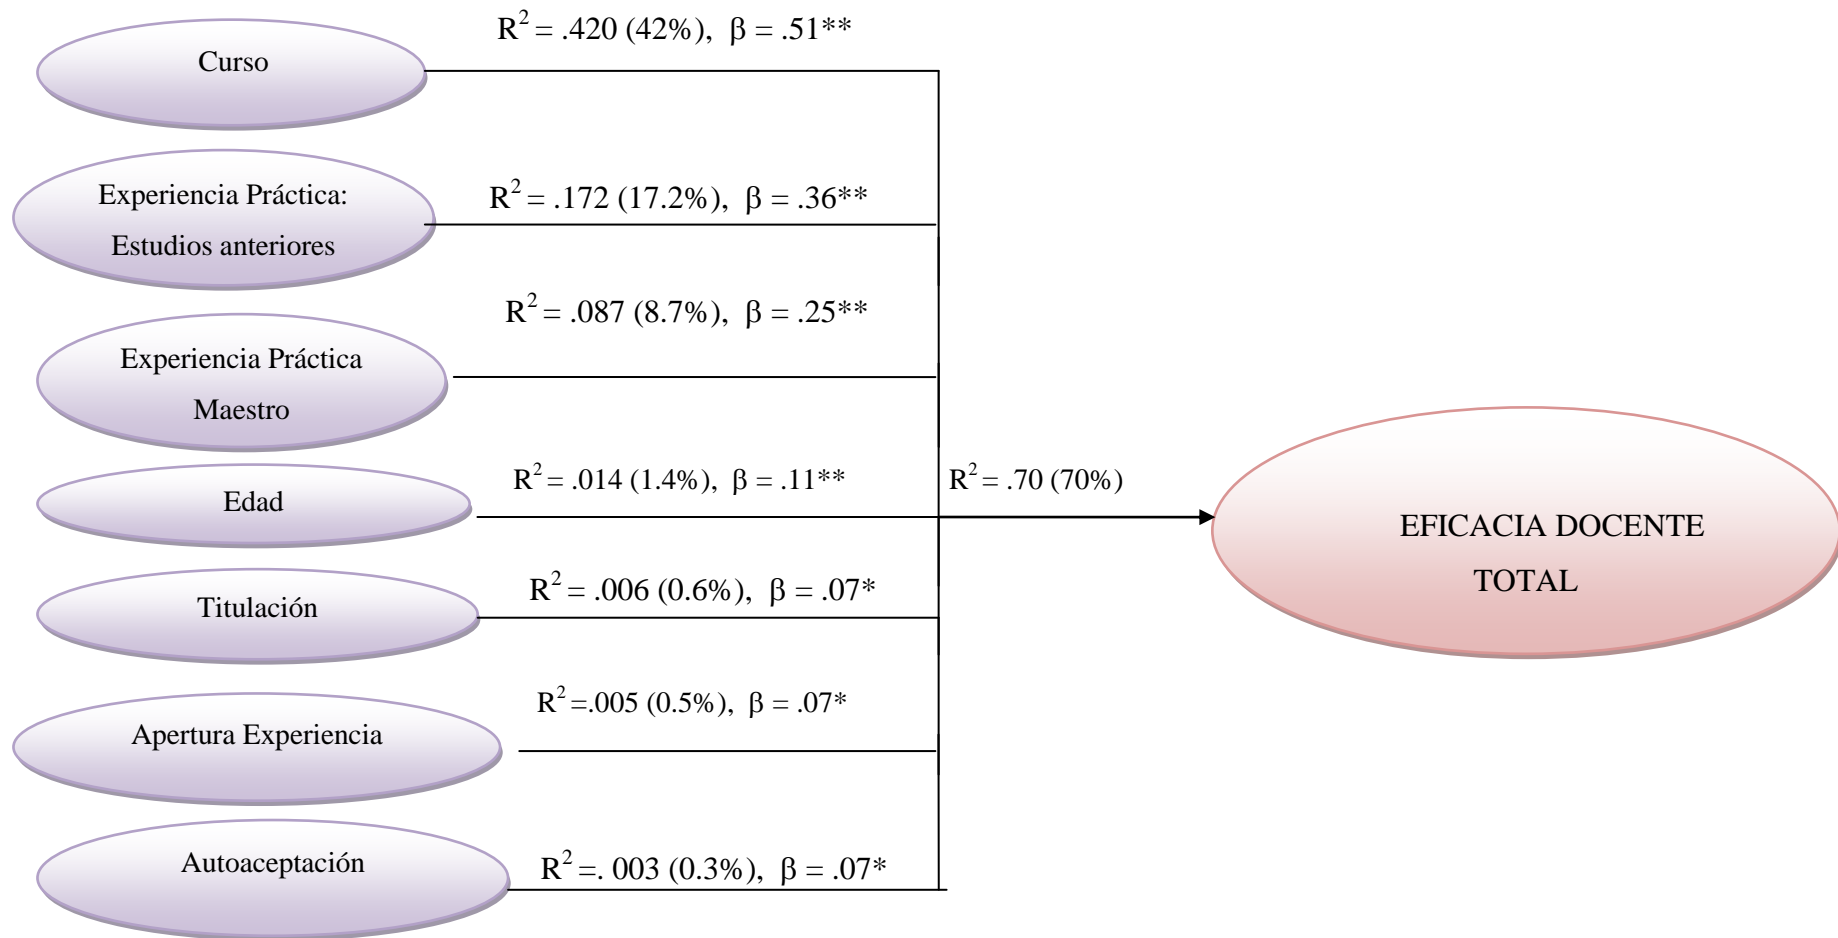 R² = .420 (42%), β = .51**
Curso
Experiencia Práctica:
Estudios anteriores
R² = .172 (17.2%), β = .36**
R² = .087 (8.7%), β = .25**
Experiencia Práctica
Maestro
R² = .014 (1.4%), β = .11**
Edad
R² = .70 (70%)
EFICACIA DOCENTE
TOTAL
R² = .006 (0.6%), β = .07*
Titulación
R² =.005 (0.5%), β = .07*
Apertura Experiencia
Autoaceptación
R² =. 003 (0.3%), β = .07*